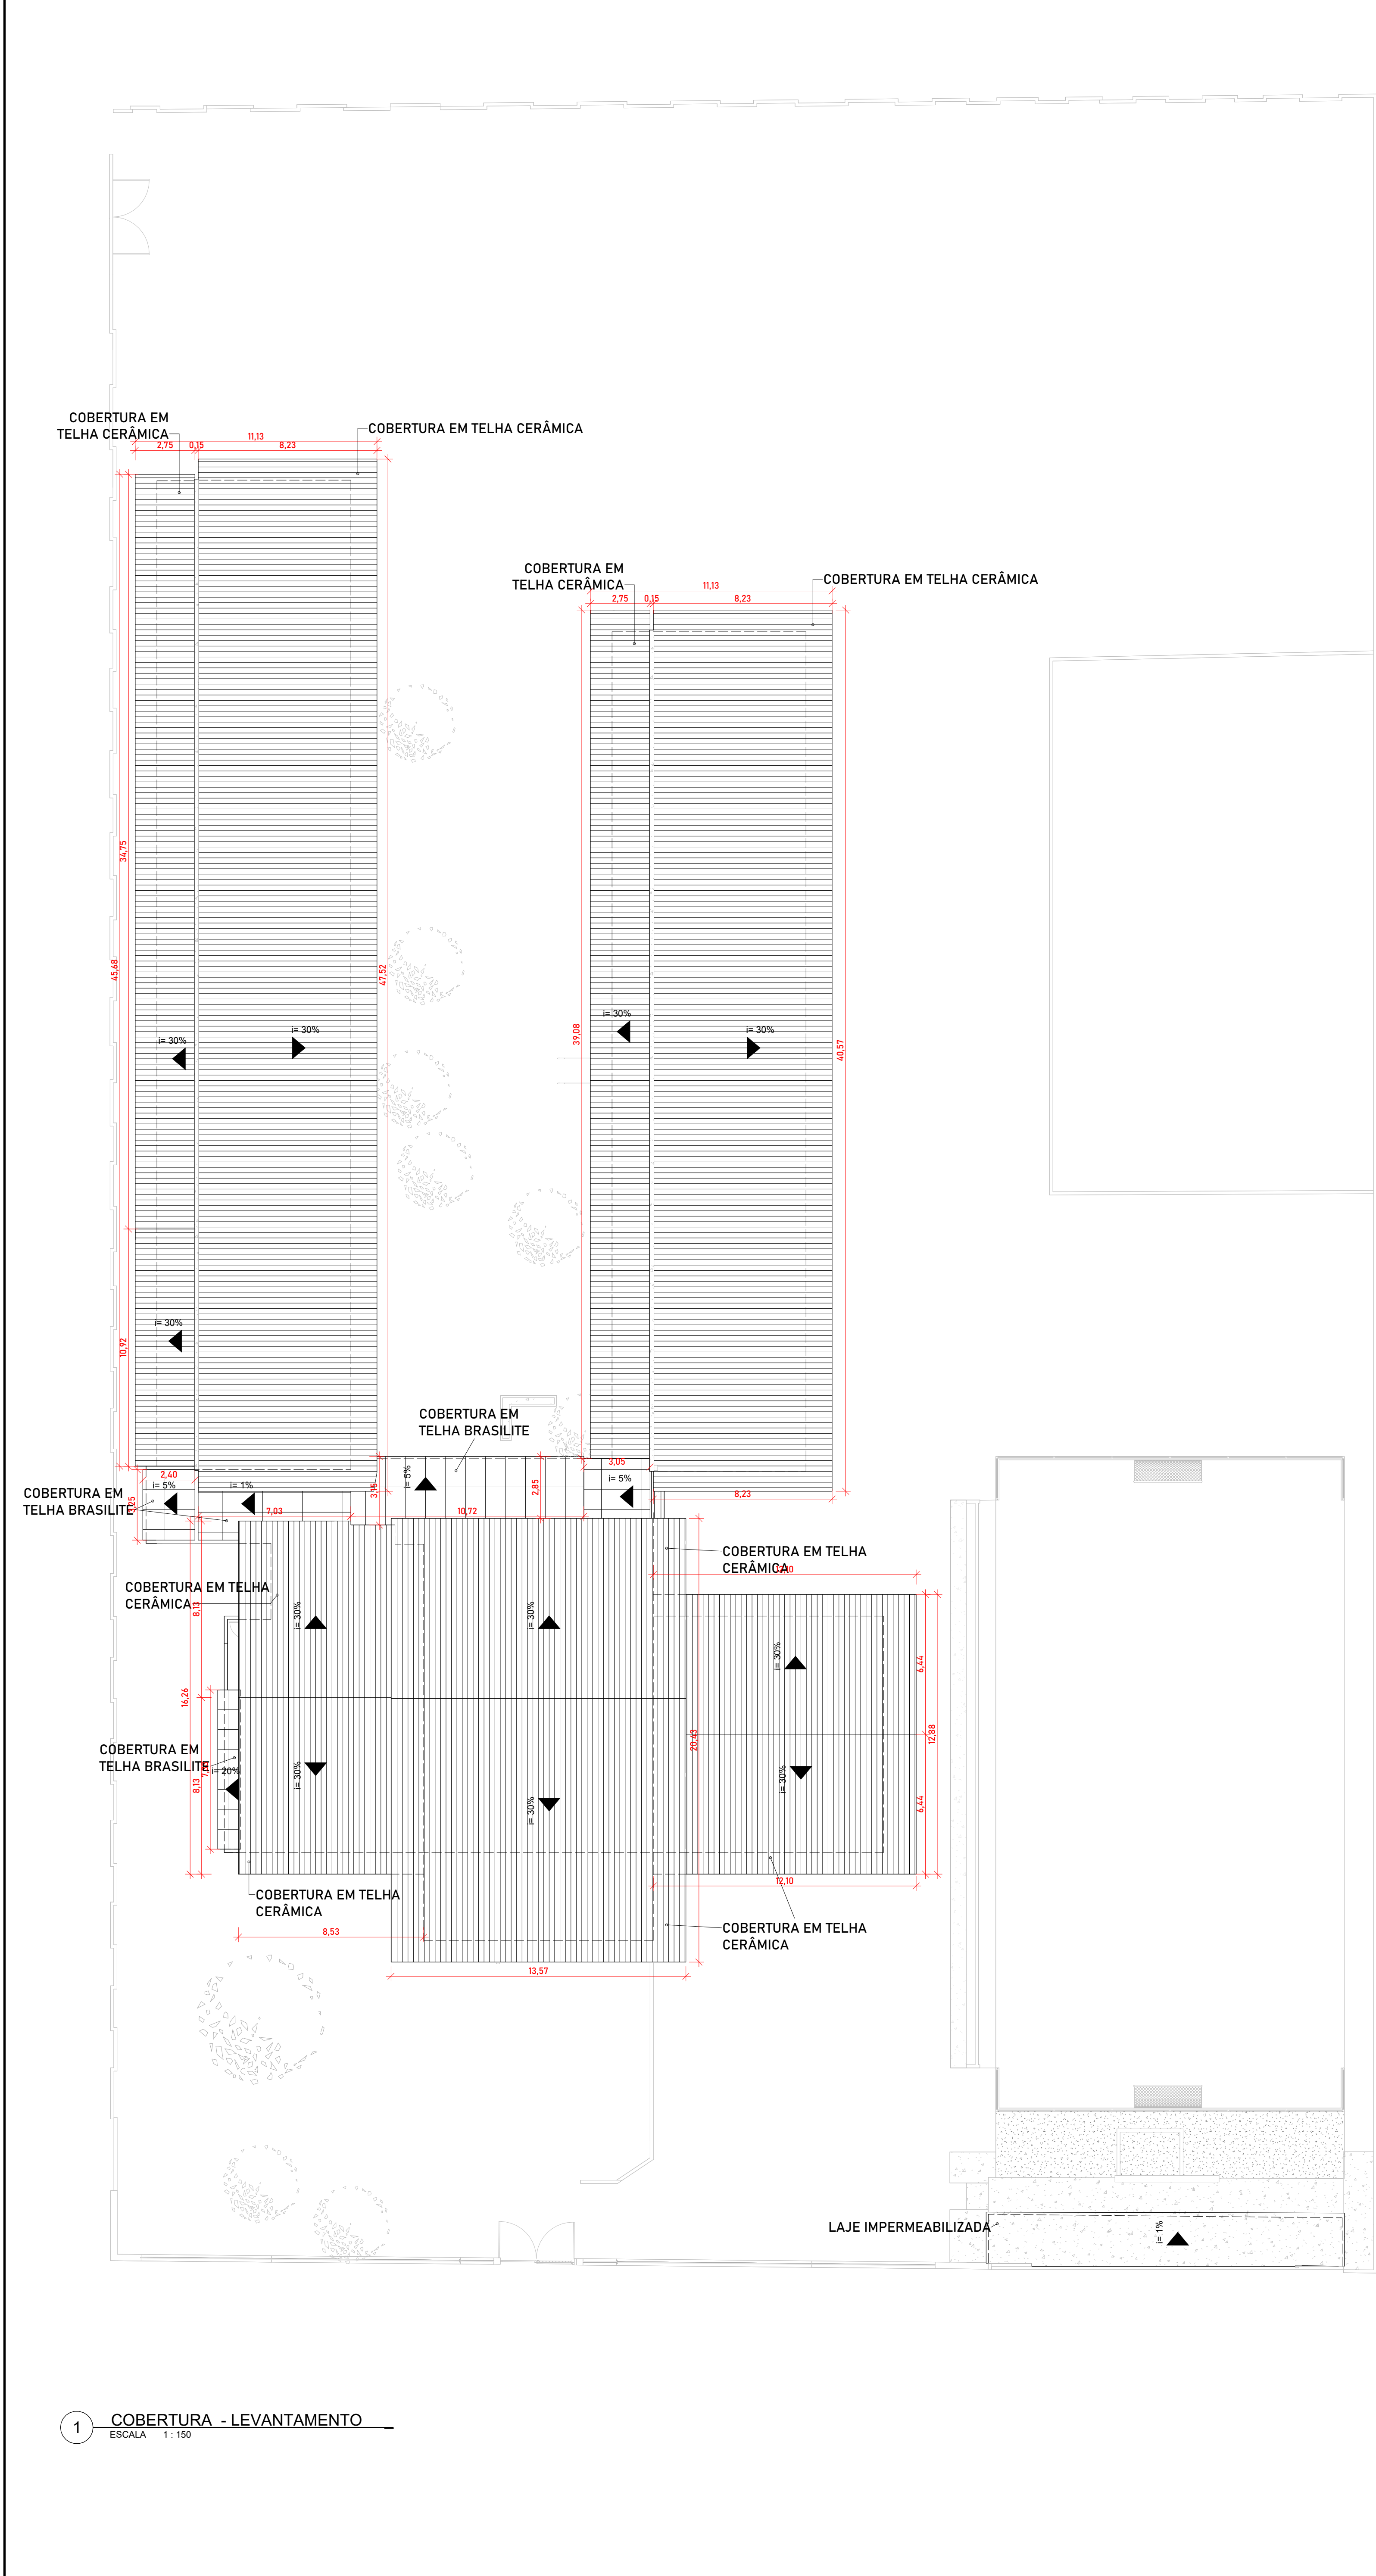 COBERTURA EM
TELHA CERÂMICA
11,13
2,75
0,15
8,23
COBERTURA EM TELHA CERÂMICA
COBERTURA EM
TELHA CERÂMICA
11,13
2,75
0,15
8,23
COBERTURA EM TELHA CERÂMICA
34,75
45,68
47,52
39,08
40,57
i= 30%
i= 30%
i= 30%
i= 30%
i= 30%
10,92
COBERTURA EM
TELHA BRASILITE
COBERTURA EM
TELHA BRASILITE
2,40
i= 5%
i= 1%
7,03
i= 5%
10,72
2,85
3,05
i= 5%
8,23
COBERTURA EM TELHA
CERÂMICA
COBERTURA EM TELHA
CERÂMICA
8,13
i= 30%
i= 30%
i= 30%
6,44
16,26
20,43
12,88
COBERTURA EM
TELHA BRASILITE
i= 20%
8,13
i= 30%
i= 30%
i= 30%
6,44
12,10
COBERTURA EM TELHA
CERÂMICA
8,53
COBERTURA EM TELHA
CERÂMICA
13,57
LAJE IMPERMEABILIZADA
i= 1%
1
COBERTURA - LEVANTAMENTO
ESCALA 1 : 150